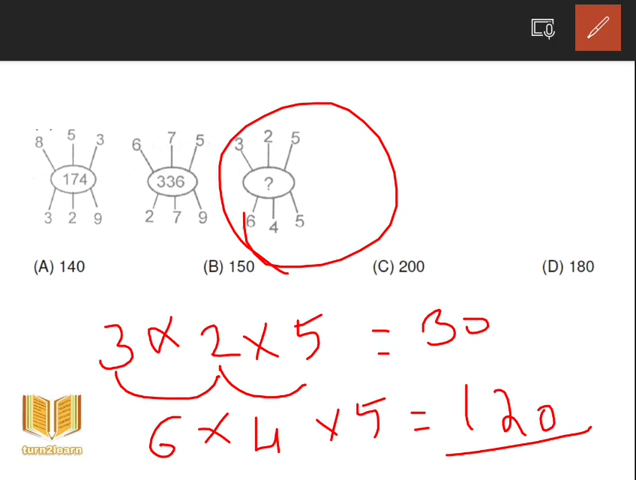 8 5 3 6 7 5 3 2 5
174 336 ?
3 2 9 2 7 9 6 4 5
(A) 140 (B) 150 (C) 200 (D) 180
3 × 2 × 5 = 30
6 × 4 × 5 = 120
turn2learn